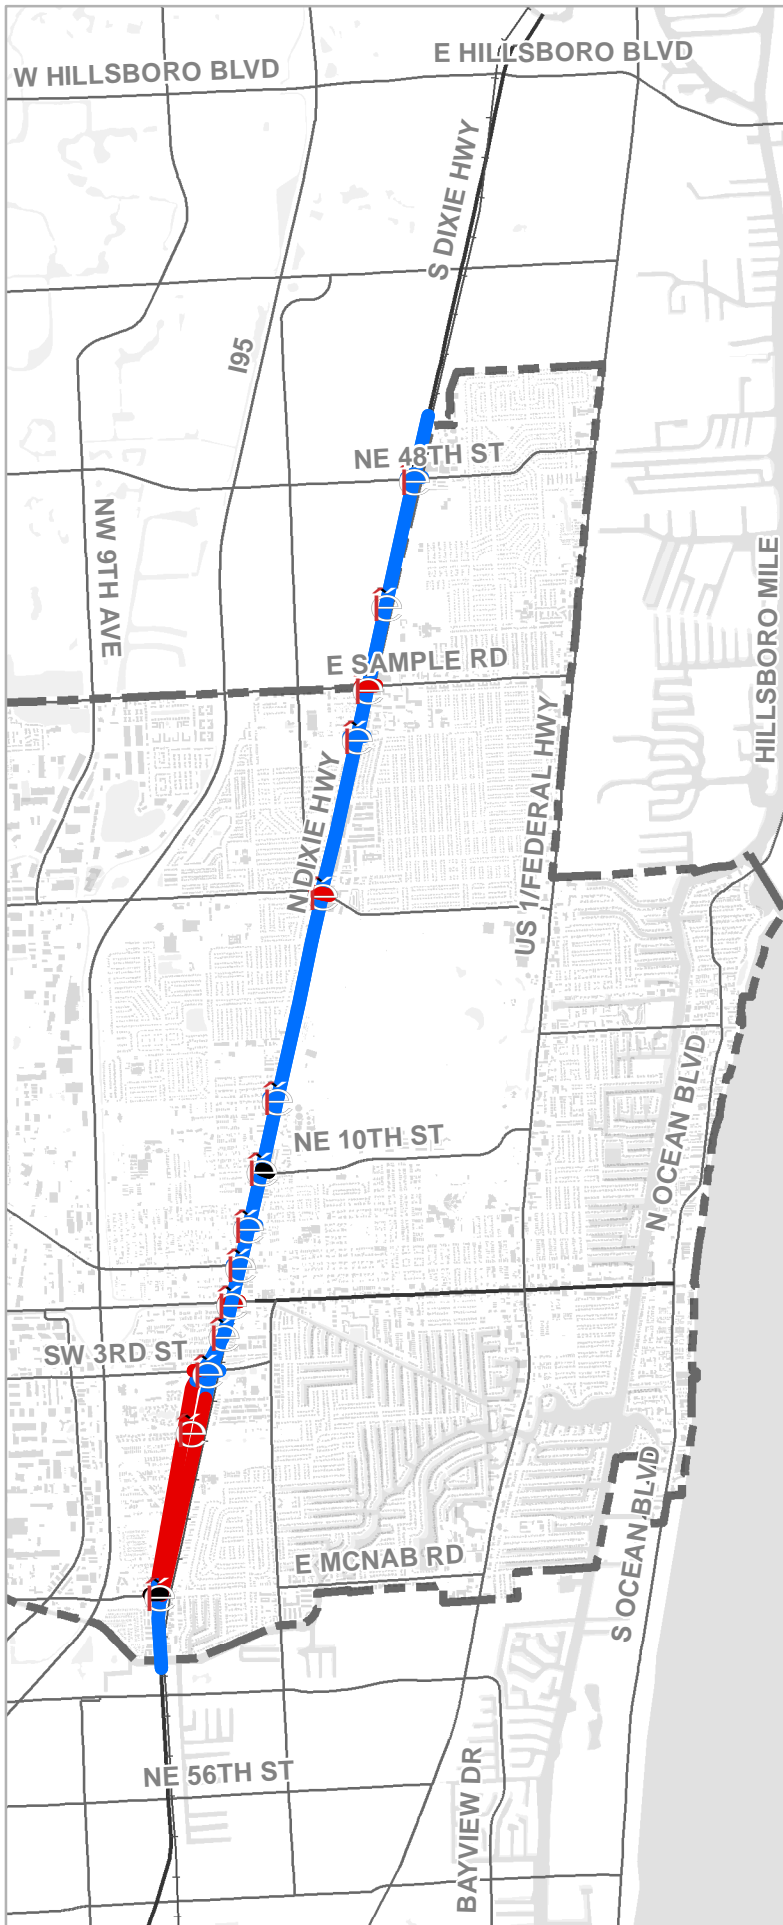 E HILLSBORO BLVD
W HILLSBORO BLVD
S DIXIE HWY
I95
NE 48TH ST
NW 9TH AVE
HILLSBORO MILE
E SAMPLE RD
N DIXIE HWY
US 1/FEDERAL HWY
N OCEAN BLVD
NE 10TH ST
SW 3RD ST
S OCEAN BLVD
E MCNAB RD
NE 56TH ST
BAYVIEW DR